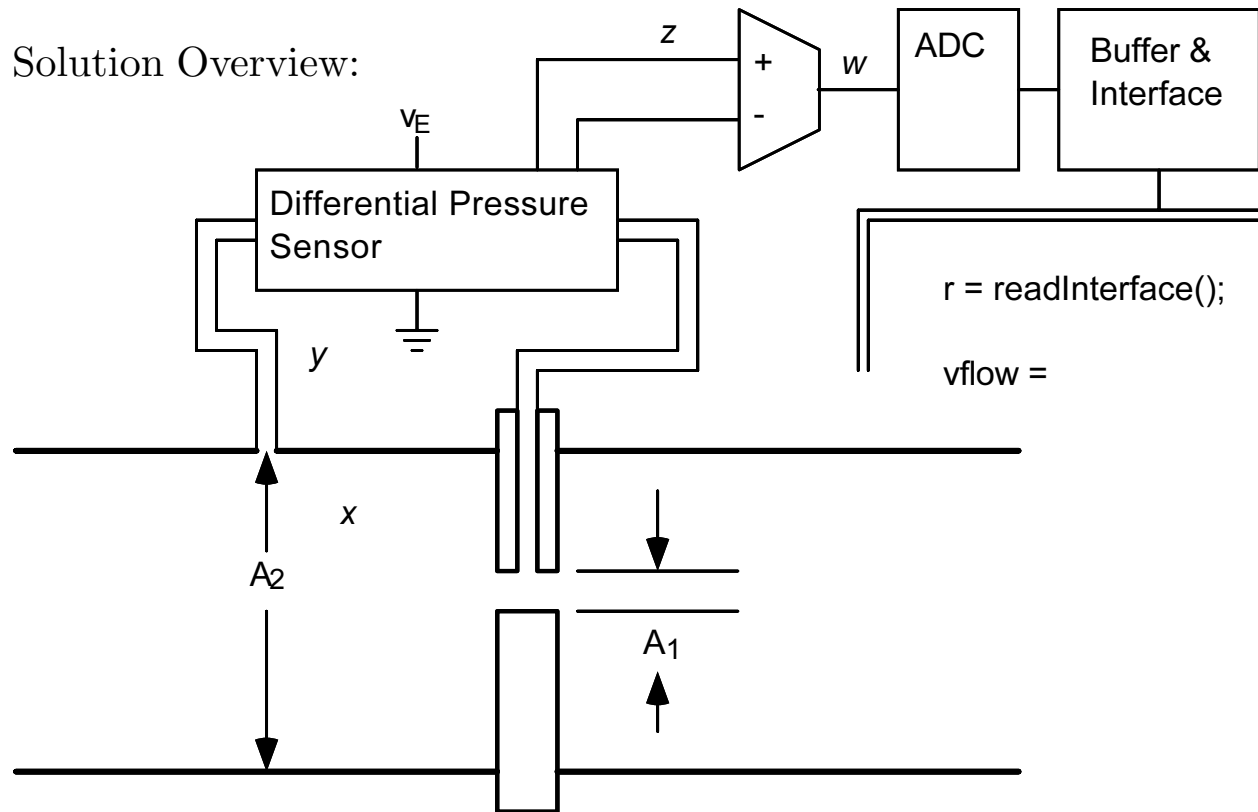 Solution Overview:
z
w
ADC
Buffer &
Interface
+
-
vE
Differential Pressure
Sensor
r = readInterface();
vflow =
y
x
A2
A1